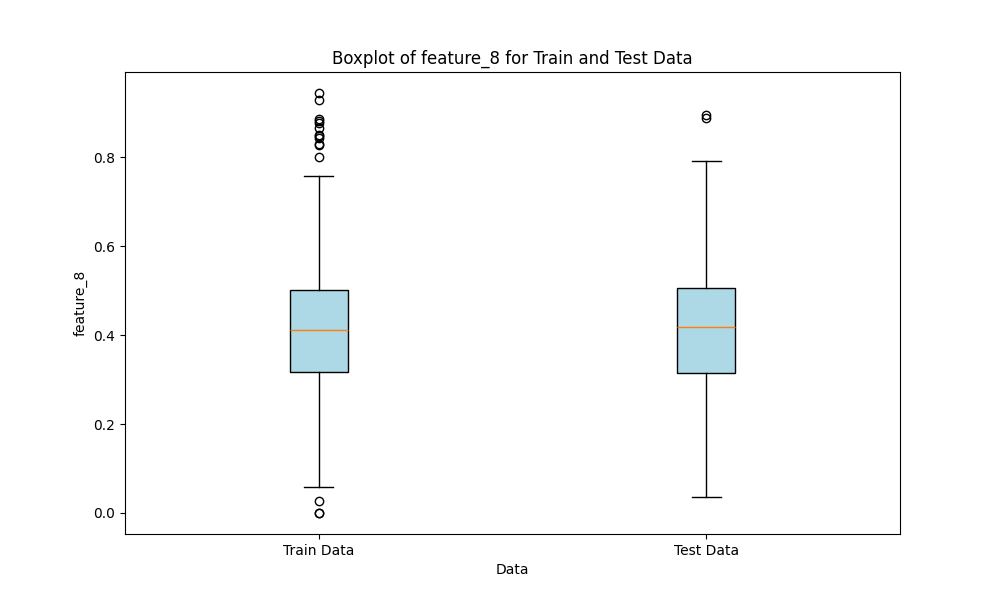 Boxplot of feature_8 for Train and Test Data
feature_8
0.8
0.6
0.4
0.2
0.0
Train Data
Test Data
Data